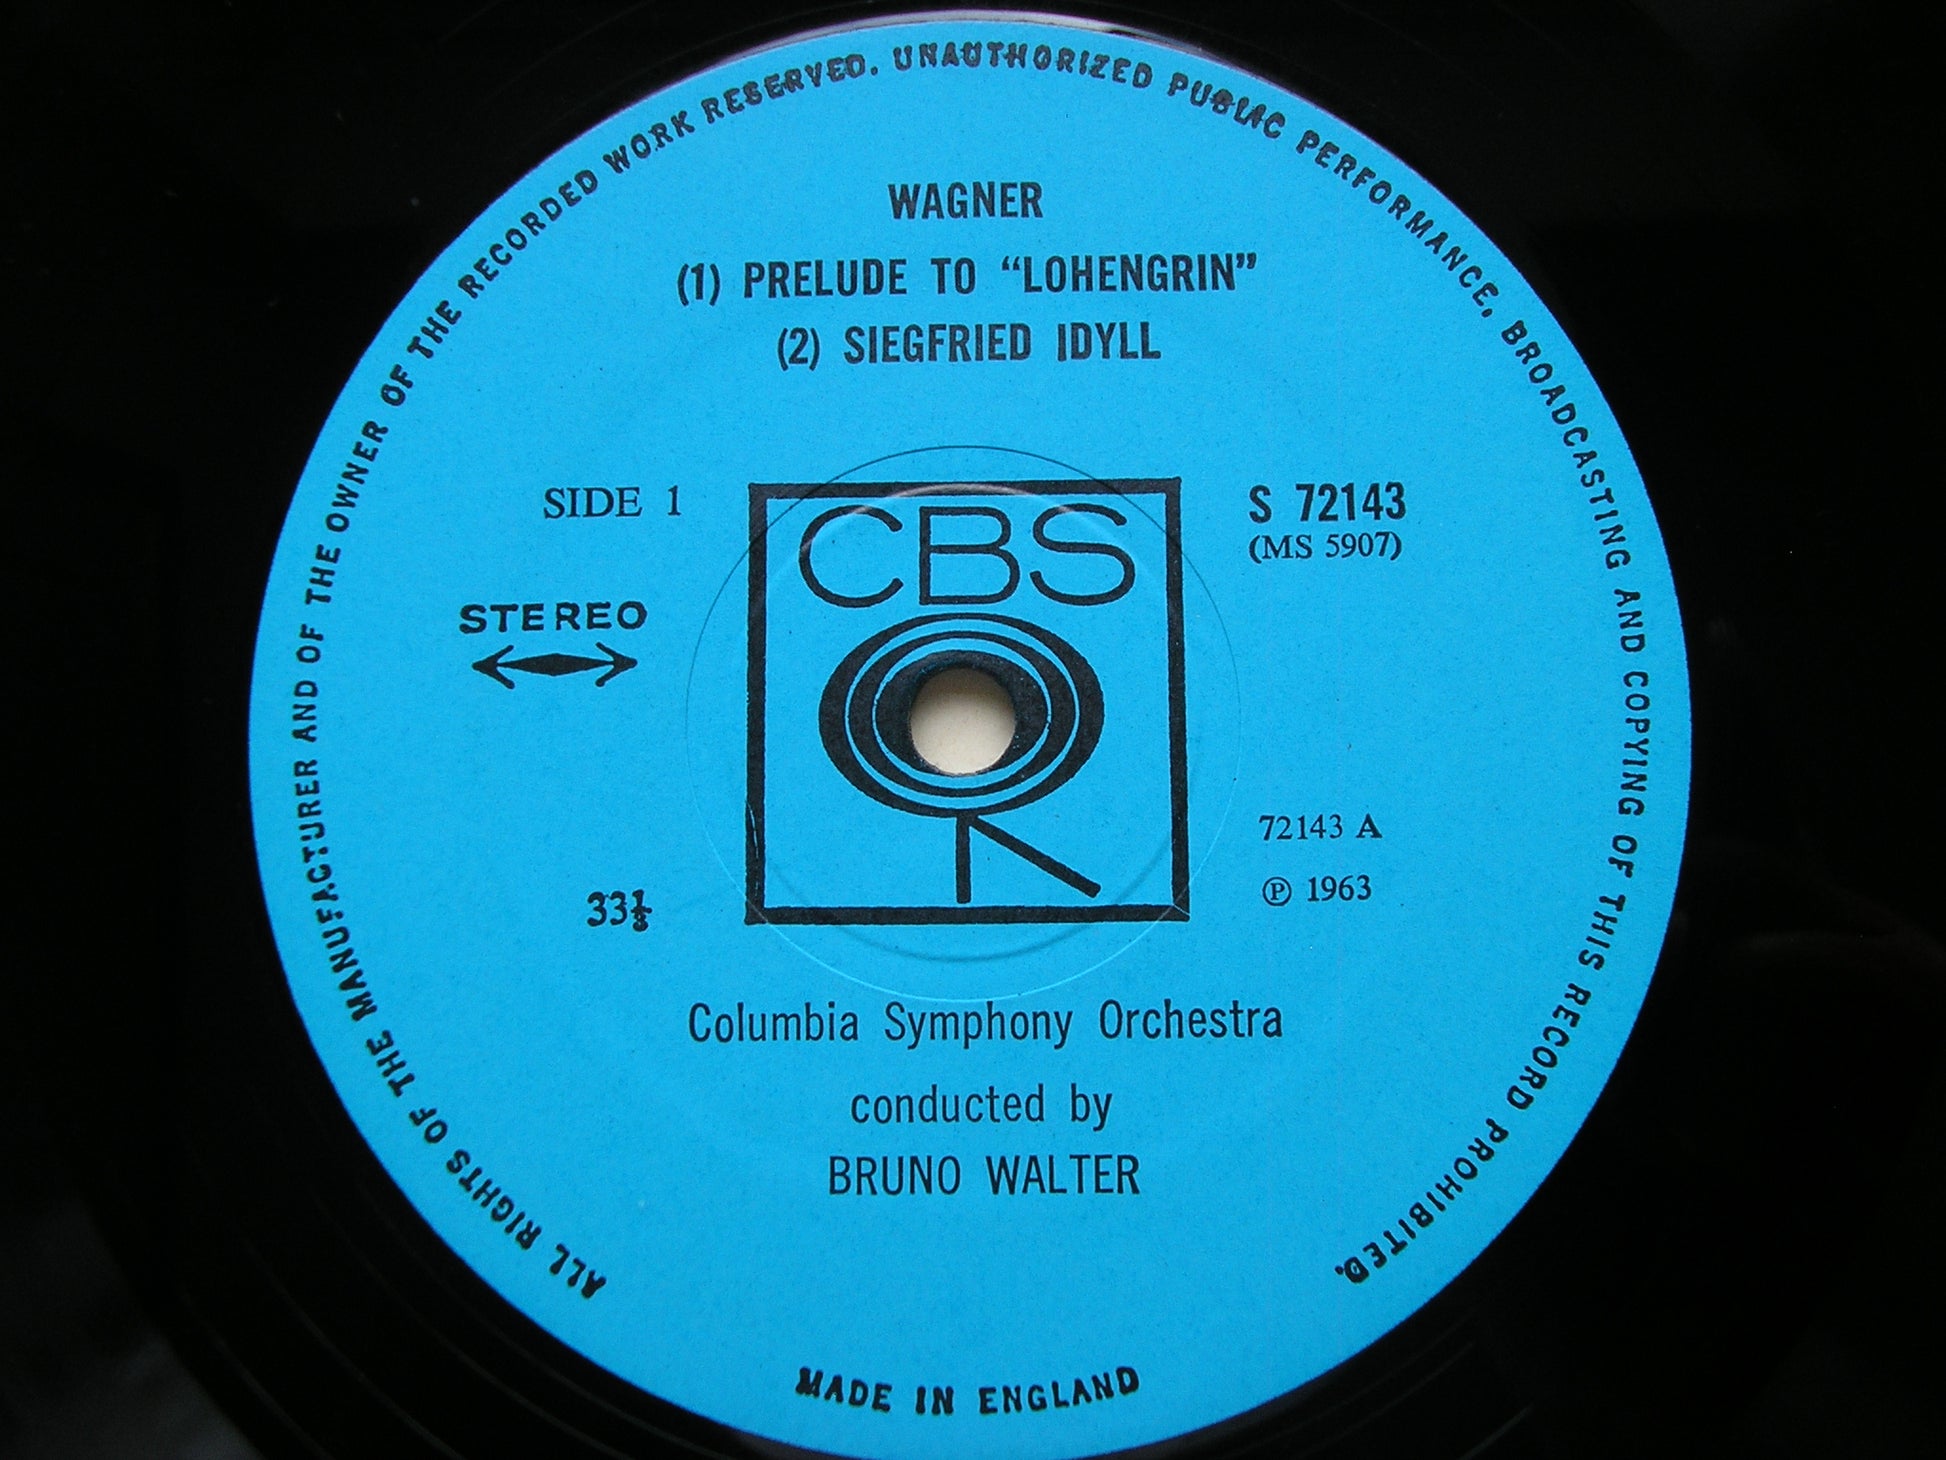 ALL RIGHTS OF THE MANUFACTURER AND OF THE OWNER OF THE RECORDED WORK RESERVED. UNAUTHORIZED PUBLIC PERFORMANCE, BROADCASTING AND COPYING OF THIS RECORD PROHIBITED.
WAGNER
(1) PRELUDE TO “LOHENGRIN”
(2) SIEGFRIED IDYLL
SIDE 1
CBS
S 72143
(MS 5907)
STEREO
72143 A
℗ 1963
33⅓
Columbia Symphony Orchestra
conducted by
BRUNO WALTER
MADE IN ENGLAND